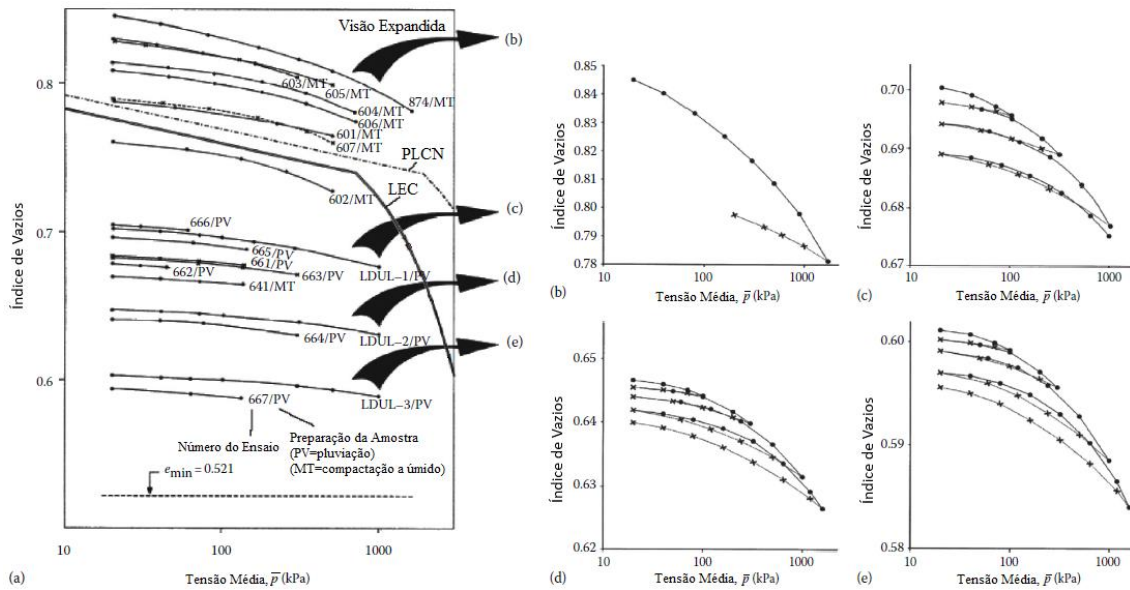 Visão Expandida
(b)
603/MT
605/MT
604/MT
874/MT
606/MT
601/MT
607/MT
PLCN
LEC
602/MT
(c)
666/PV
665/PV
661/PV
662/PV
663/PV
LDUL-1/PV
641/MT
(d)
664/PV
LDUL-2/PV
(e)
667/PV
LDUL-3/PV
Número do Ensaio
Preparação da Amostra
(PV=pluviação)
(MT=compactação a úmido)
emin = 0.521
0.8
0.7
0.6
Índice de Vazios
10
100
1000
(a)
Tensão Média, p̅ (kPa)
0.85
0.84
0.83
0.82
0.81
0.80
0.79
0.78
Índice de Vazios
10
100
1000
(b)
Tensão Média, p̅ (kPa)
0.70
0.69
0.68
0.67
Índice de Vazios
10
100
1000
(c)
Tensão Média, p̅ (kPa)
0.65
0.64
0.63
0.62
Índice de Vazios
10
100
1000
(d)
Tensão Média, p̅ (kPa)
0.60
0.59
0.58
Índice de Vazios
10
100
1000
(e)
Tensão Média, p̅ (kPa)